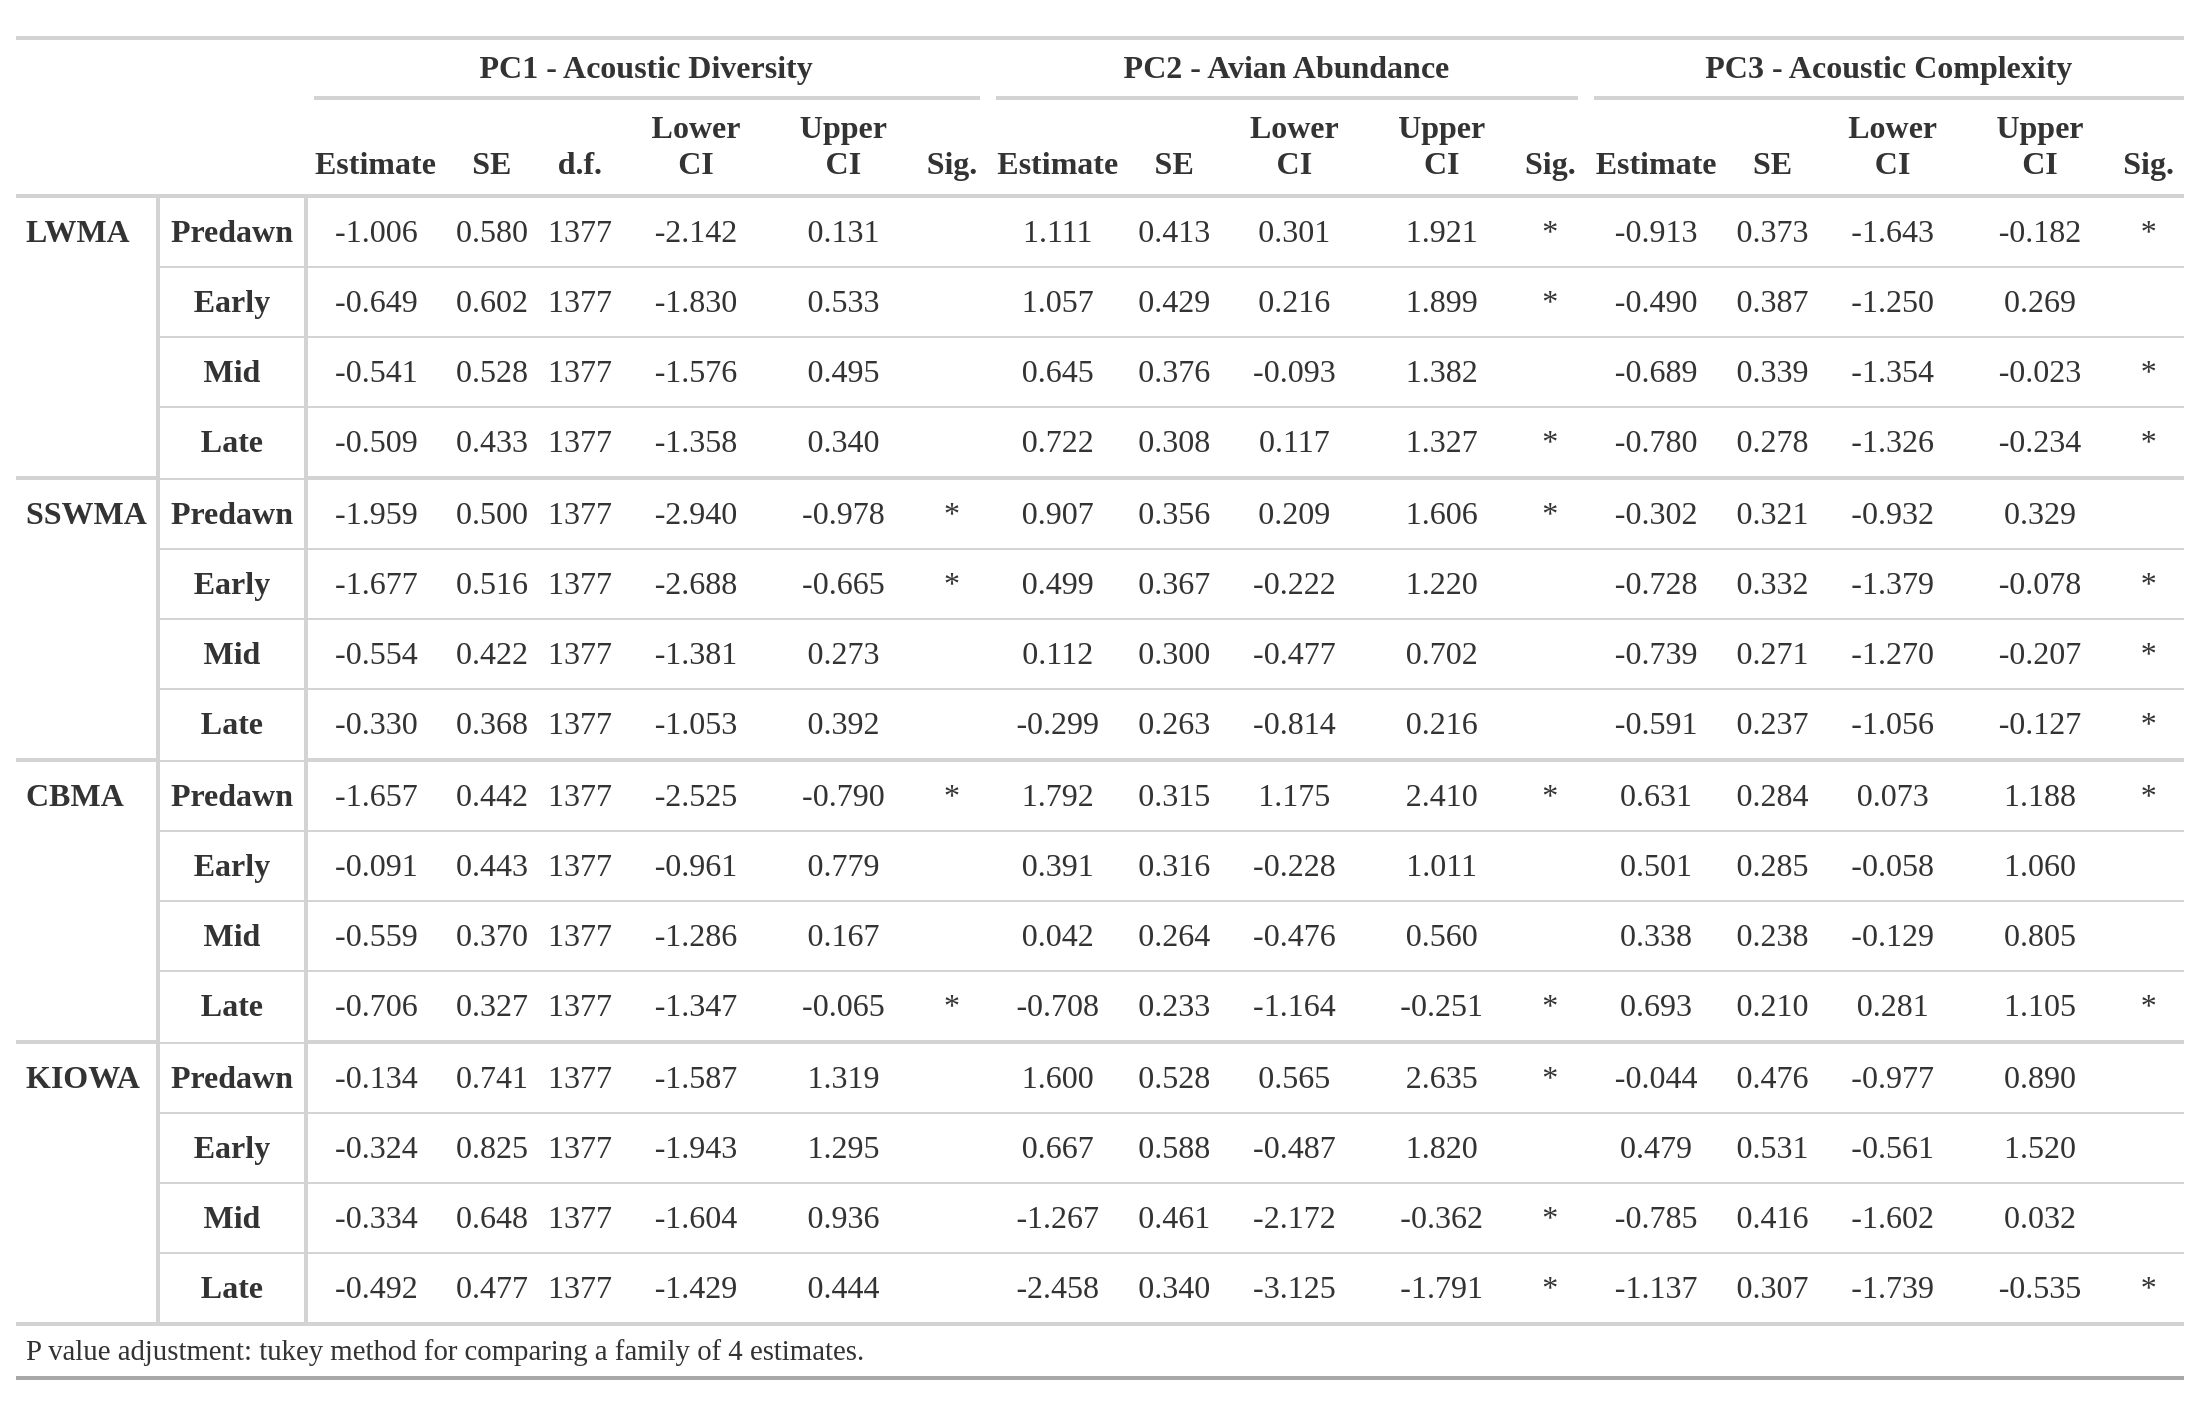 PC1 - Acoustic Diversity PC2 - Avian Abundance PC3 - Acoustic Complexity
Estimate SE d.f. Lower CI Upper CI Sig. Estimate SE Lower CI Upper CI Sig. Estimate SE Lower CI Upper CI Sig.
LWMA Predawn -1.006 0.580 1377 -2.142 0.131 1.111 0.413 0.301 1.921 * -0.913 0.373 -1.643 -0.182 *
Early -0.649 0.602 1377 -1.830 0.533 1.057 0.429 0.216 1.899 * -0.490 0.387 -1.250 0.269
Mid -0.541 0.528 1377 -1.576 0.495 0.645 0.376 -0.093 1.382 -0.689 0.339 -1.354 -0.023 *
Late -0.509 0.433 1377 -1.358 0.340 0.722 0.308 0.117 1.327 * -0.780 0.278 -1.326 -0.234 *
SSWMA Predawn -1.959 0.500 1377 -2.940 -0.978 * 0.907 0.356 0.209 1.606 * -0.302 0.321 -0.932 0.329
Early -1.677 0.516 1377 -2.688 -0.665 * 0.499 0.367 -0.222 1.220 -0.728 0.332 -1.379 -0.078 *
Mid -0.554 0.422 1377 -1.381 0.273 0.112 0.300 -0.477 0.702 -0.739 0.271 -1.270 -0.207 *
Late -0.330 0.368 1377 -1.053 0.392 -0.299 0.263 -0.814 0.216 -0.591 0.237 -1.056 -0.127 *
CBMA Predawn -1.657 0.442 1377 -2.525 -0.790 * 1.792 0.315 1.175 2.410 * 0.631 0.284 0.073 1.188 *
Early -0.091 0.443 1377 -0.961 0.779 0.391 0.316 -0.228 1.011 0.501 0.285 -0.058 1.060
Mid -0.559 0.370 1377 -1.286 0.167 0.042 0.264 -0.476 0.560 0.338 0.238 -0.129 0.805
Late -0.706 0.327 1377 -1.347 -0.065 * -0.708 0.233 -1.164 -0.251 * 0.693 0.210 0.281 1.105 *
KIOWA Predawn -0.134 0.741 1377 -1.587 1.319 1.600 0.528 0.565 2.635 * -0.044 0.476 -0.977 0.890
Early -0.324 0.825 1377 -1.943 1.295 0.667 0.588 -0.487 1.820 0.479 0.531 -0.561 1.520
Mid -0.334 0.648 1377 -1.604 0.936 -1.267 0.461 -2.172 -0.362 * -0.785 0.416 -1.602 0.032
Late -0.492 0.477 1377 -1.429 0.444 -2.458 0.340 -3.125 -1.791 * -1.137 0.307 -1.739 -0.535 *
P value adjustment: tukey method for comparing a family of 4 estimates.